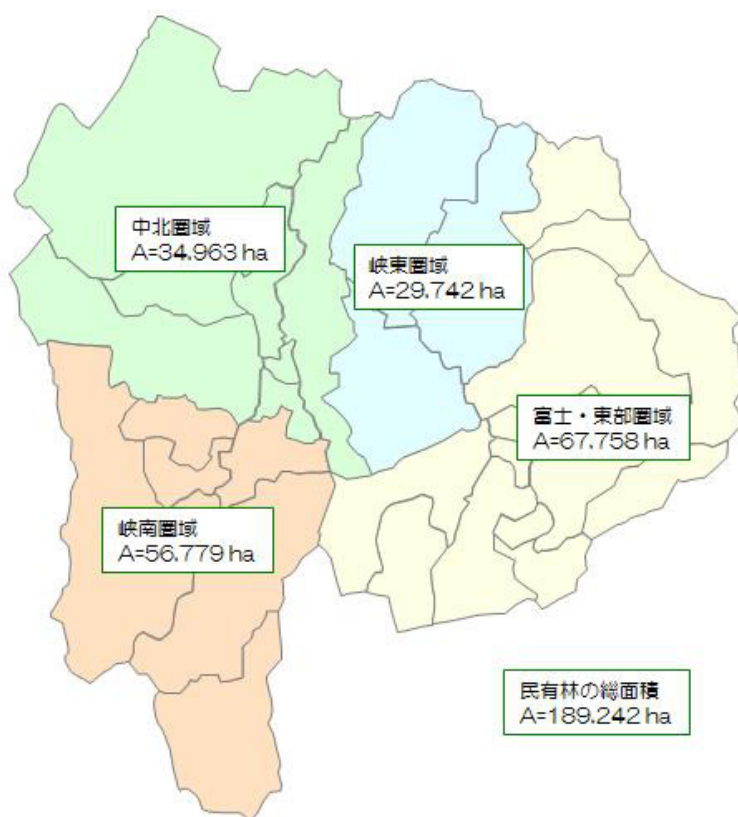 中北圏域
A=34.963 ha
峡東圏域
A=29.742 ha
富士・東部圏域
A=67.758 ha
峡南圏域
A=56.779 ha
民有林の総面積
A=189.242 ha